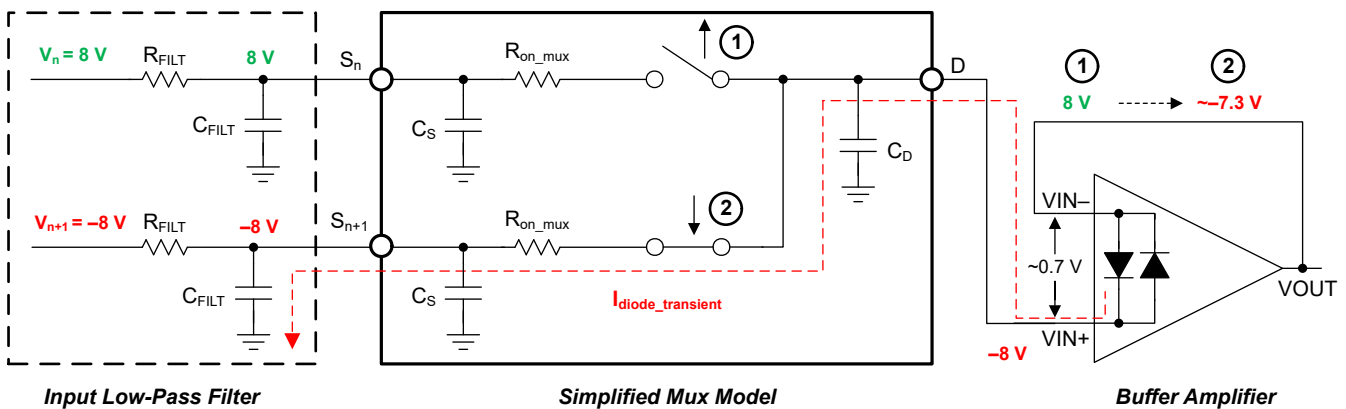 Vn = 8 V
RFILT
8 V
Sn
Ron_mux
1
D
CFILT
CS
CD
Vn+1 = –8 V
RFILT
–8 V
Sn+1
Ron_mux
2
CFILT
CS
Idiode_transient
1
2
8 V
~–7.3 V
VIN–
~0.7 V
VOUT
VIN+
–8 V
Input Low-Pass Filter
Simplified Mux Model
Buffer Amplifier